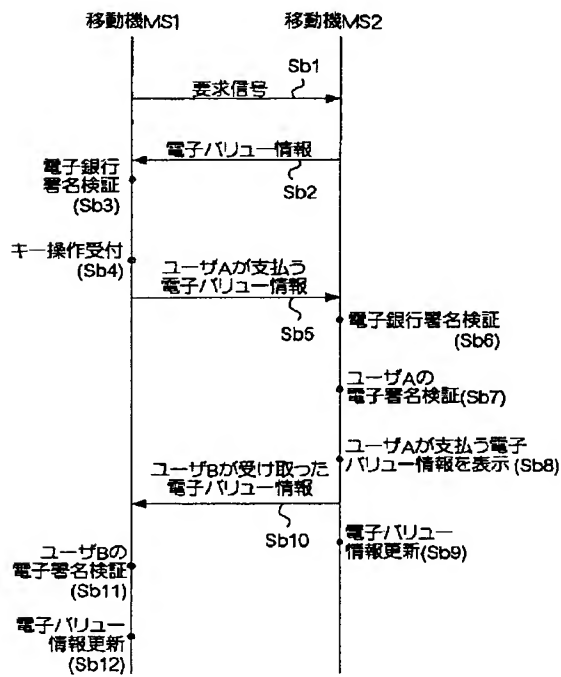 移動機MS1
移動機MS2
Sb1
要求信号
電子バリュー情報
Sb2
電子銀行
署名検証
(Sb3)
キー操作受付
(Sb4)
ユーザAが支払う
電子バリュー情報
Sb5
電子銀行署名検証
(Sb6)
ユーザAの
電子署名検証(Sb7)
ユーザAが支払う電子
バリュー情報を表示(Sb8)
ユーザBが受け取った
電子バリュー情報
Sb10
電子バリュー
情報更新(Sb9)
ユーザBの
電子署名検証
(Sb11)
電子バリュー
情報更新
(Sb12)